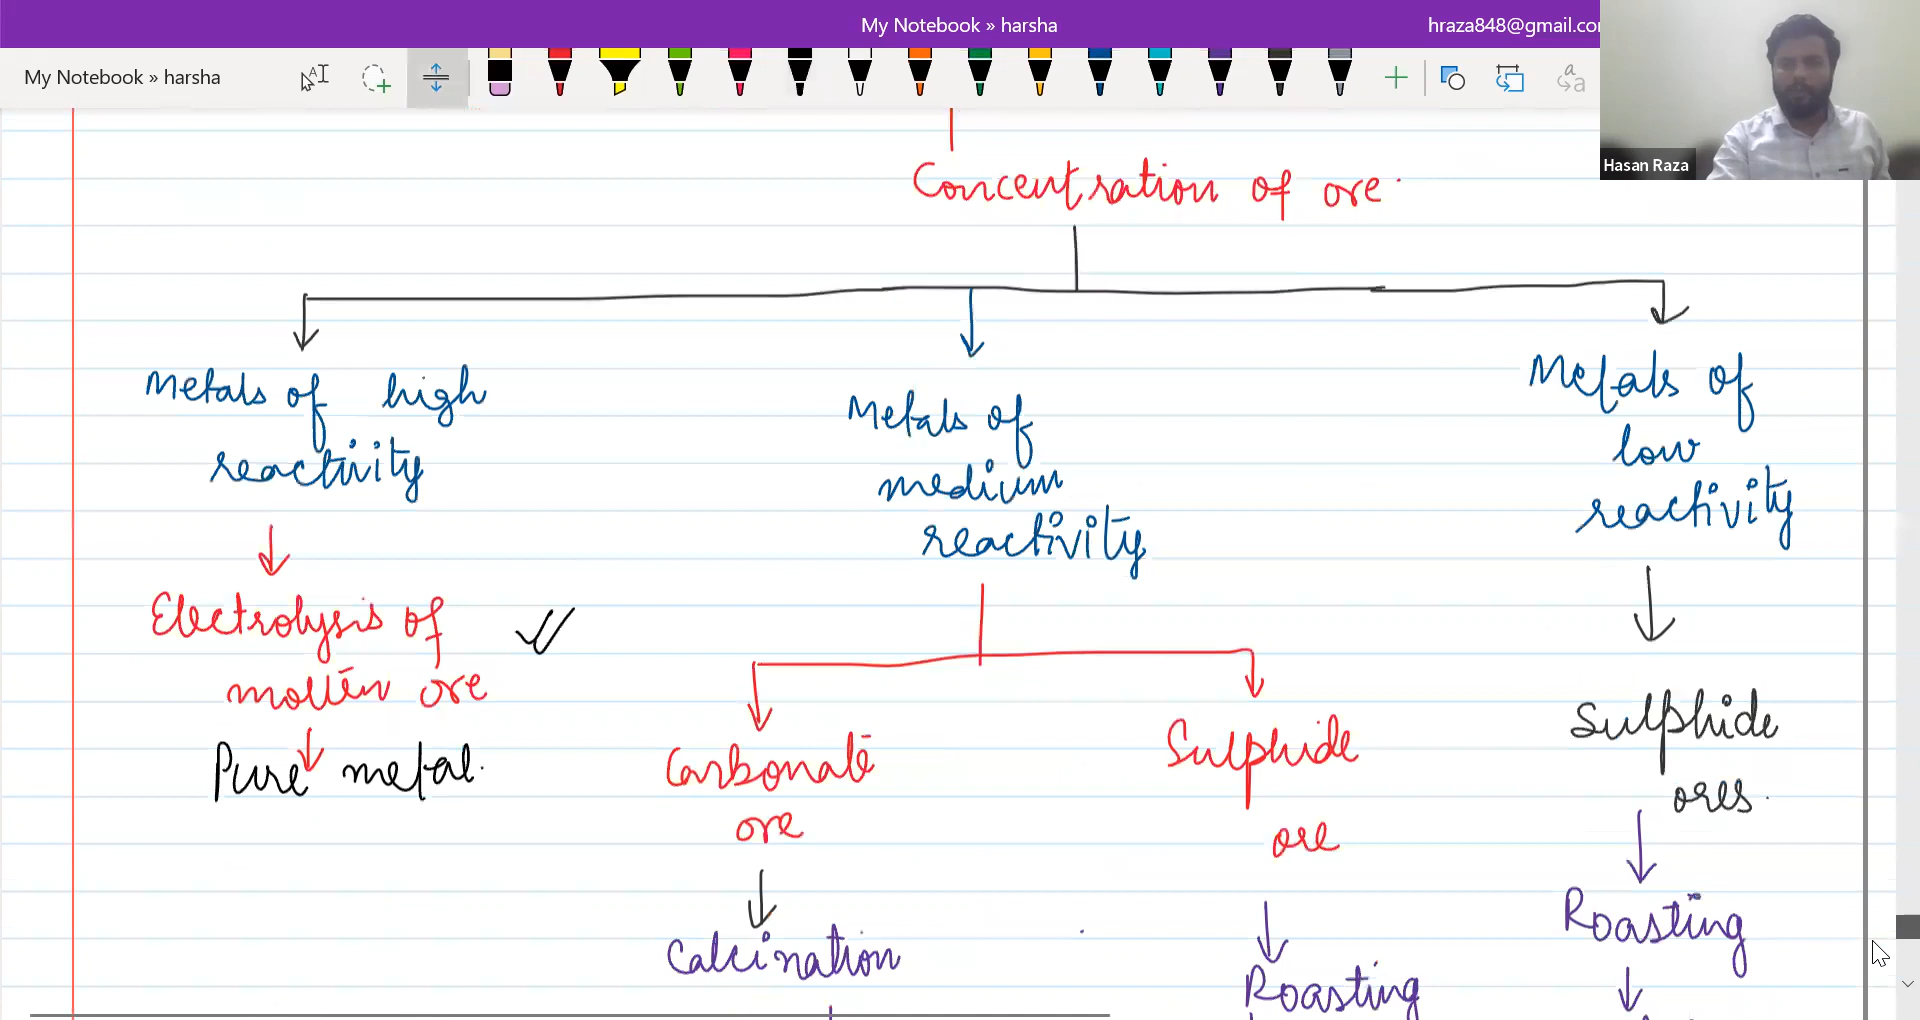 My Notebook » harsha
hraza848@gmail.co
My Notebook » harsha
Hasan Raza
Concentration of ore.
Metals of high
reactivity
Electrolysis of
molten ore
Pure metal.
Metals of
medium
reactivity
Carbonate
ore
Calcination
Sulphide
ore
Roasting
Metals of
low
reactivity
Sulphide
ores.
Roasting